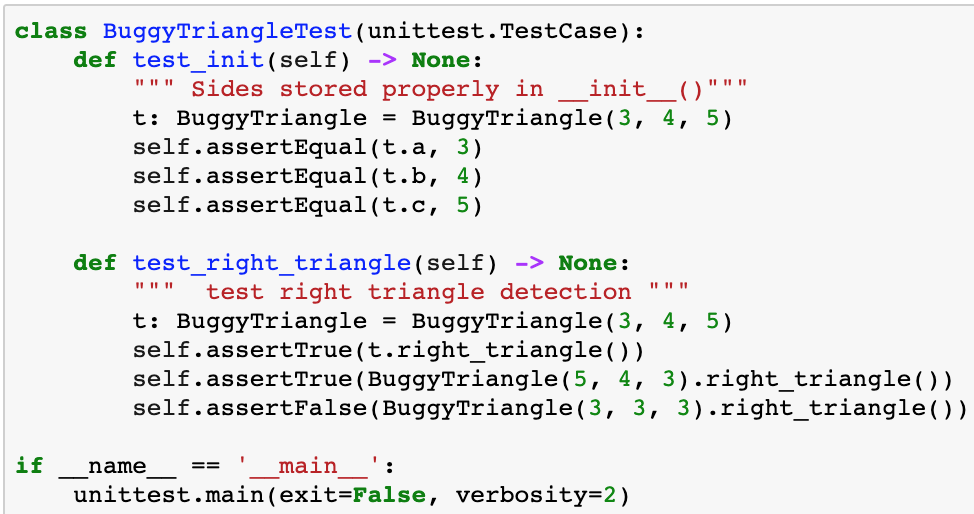 class BuggyTriangleTest(unittest.TestCase):
    def test_init(self) -> None:
        """ Sides stored properly in __init__()"""
        t: BuggyTriangle = BuggyTriangle(3, 4, 5)
        self.assertEqual(t.a, 3)
        self.assertEqual(t.b, 4)
        self.assertEqual(t.c, 5)

    def test_right_triangle(self) -> None:
        """  test right triangle detection """
        t: BuggyTriangle = BuggyTriangle(3, 4, 5)
        self.assertTrue(t.right_triangle())
        self.assertTrue(BuggyTriangle(5, 4, 3).right_triangle())
        self.assertFalse(BuggyTriangle(3, 3, 3).right_triangle())

if __name__ == '__main__':
    unittest.main(exit=False, verbosity=2)